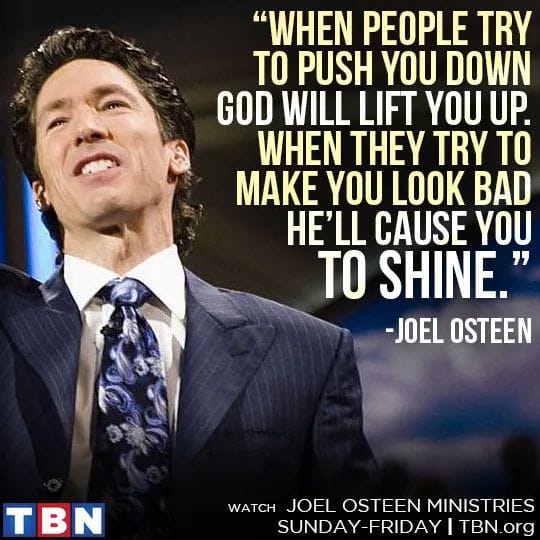 “WHEN PEOPLE TRY
TO PUSH YOU DOWN
GOD WILL LIFT YOU UP.
WHEN THEY TRY TO
MAKE YOU LOOK BAD
HE’LL CAUSE YOU
TO SHINE.”
-JOEL OSTEEN
TBN
WATCH JOEL OSTEEN MINISTRIES
SUNDAY-FRIDAY | TBN.org